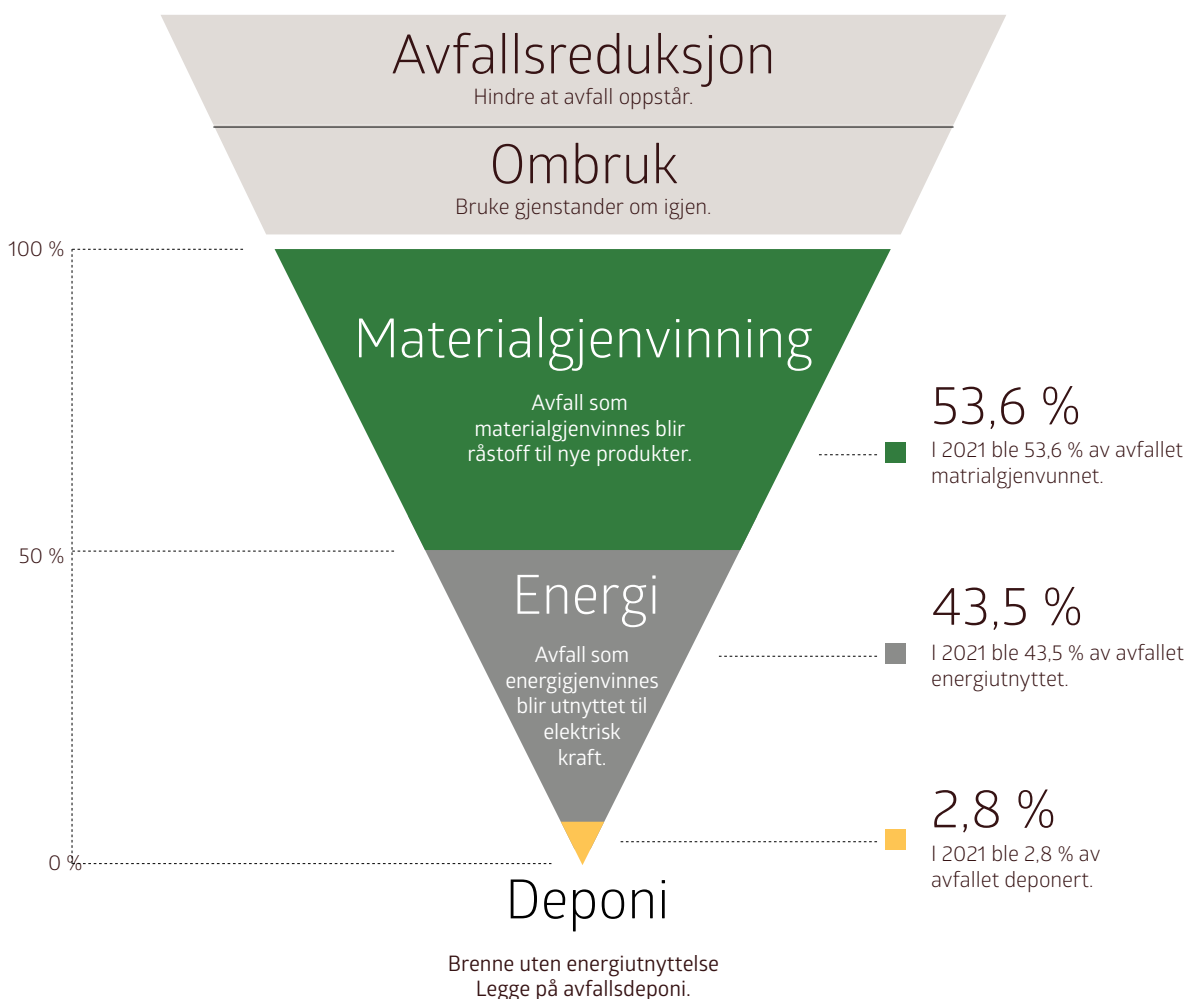 Avfallsreduksjon
Hindre at avfall oppstår.
Ombruk
Bruke gjenstander om igjen.
100 %
Materialgjenvinning
Avfall som
materialgjenvinnes blir
råstoff til nye produkter.
53,6 %
I 2021 ble 53,6 % av avfallet
matrialgjenvunnet.
50 %
Energi
Avfall som
energigjenvinnes
blir utnyttet til
elektrisk
kraft.
43,5 %
I 2021 ble 43,5 % av avfallet
energiutnyttet.
2,8 %
I 2021 ble 2,8 % av
avfallet deponert.
0 %
Deponi
Brenne uten energiutnyttelse
Legge på avfallsdeponi.